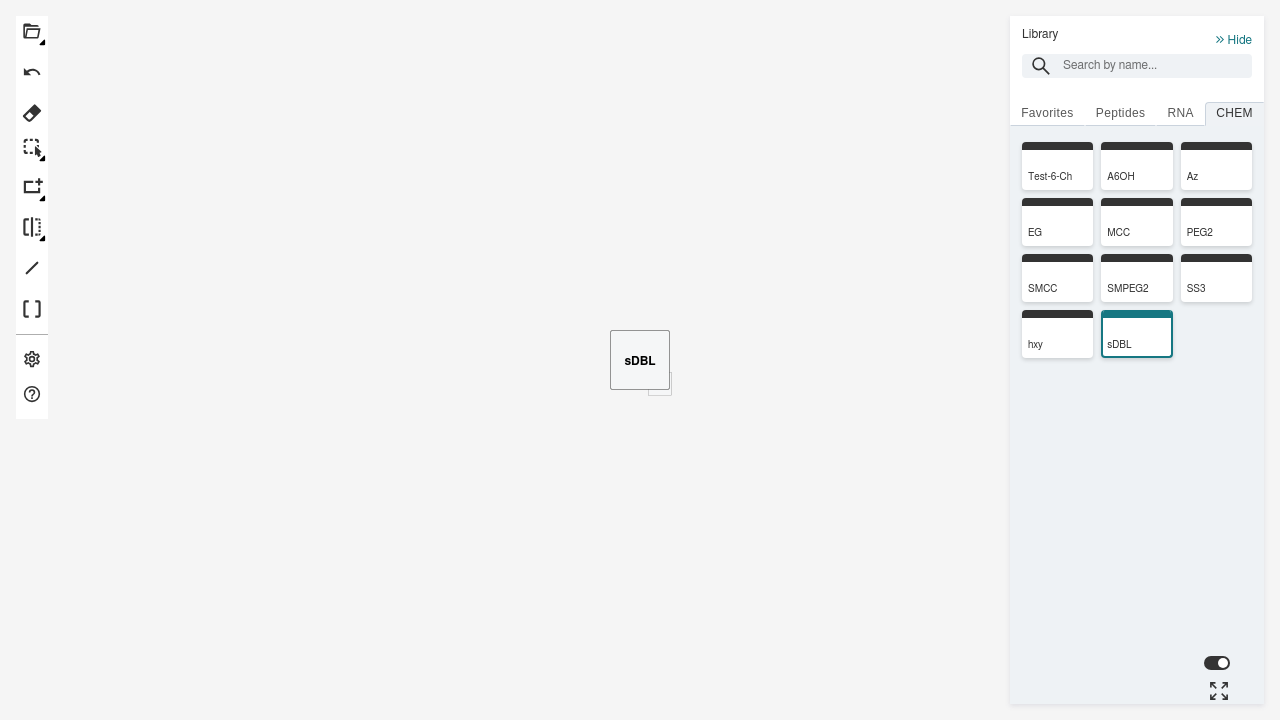 Library
Hide
Search by name...
Favorites Peptides RNA CHEM
Test-6-Ch A6OH Az
EG MCC PEG2
SMCC SMPEG2 SS3
hxy sDBL
sDBL